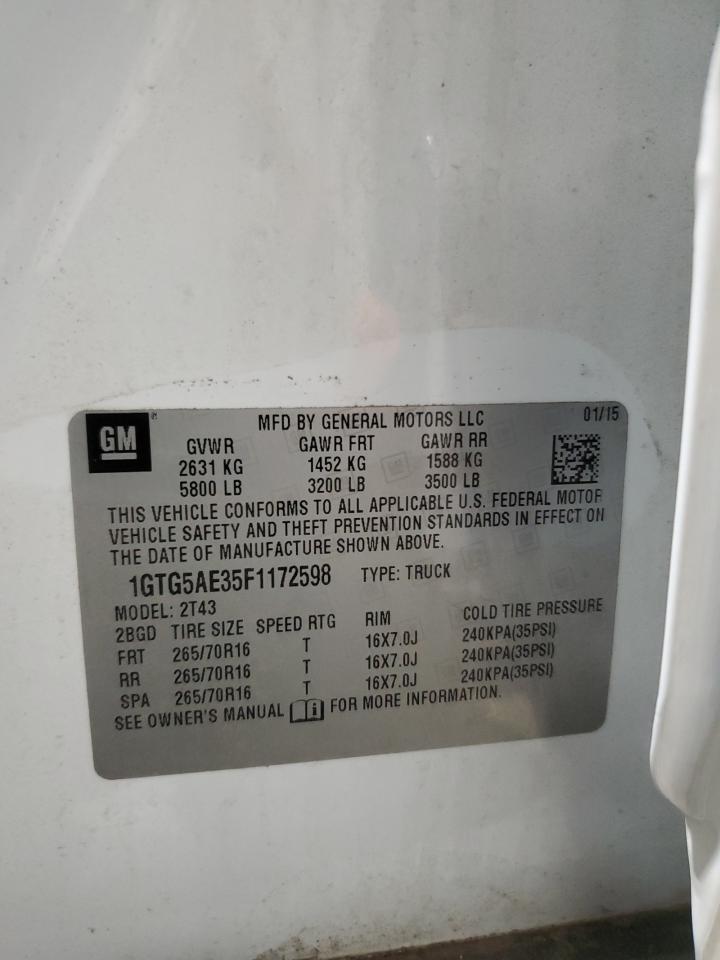 GM ® MFD BY GENERAL MOTORS LLC 01/15
GVWR GAWR FRT GAWR RR
2631 KG 1452 KG 1588 KG
5800 LB 3200 LB 3500 LB
THIS VEHICLE CONFORMS TO ALL APPLICABLE U.S. FEDERAL MOTOR
VEHICLE SAFETY AND THEFT PREVENTION STANDARDS IN EFFECT ON
THE DATE OF MANUFACTURE SHOWN ABOVE.
1GTG5AE35F1172598 TYPE: TRUCK
MODEL: 2T43
2BGD TIRE SIZE SPEED RTG RIM COLD TIRE PRESSURE
FRT 265/70R16 T 16X7.0J 240KPA(35PSI)
RR 265/70R16 T 16X7.0J 240KPA(35PSI)
SPA 265/70R16 T 16X7.0J 240KPA(35PSI)
SEE OWNER'S MANUAL i FOR MORE INFORMATION.